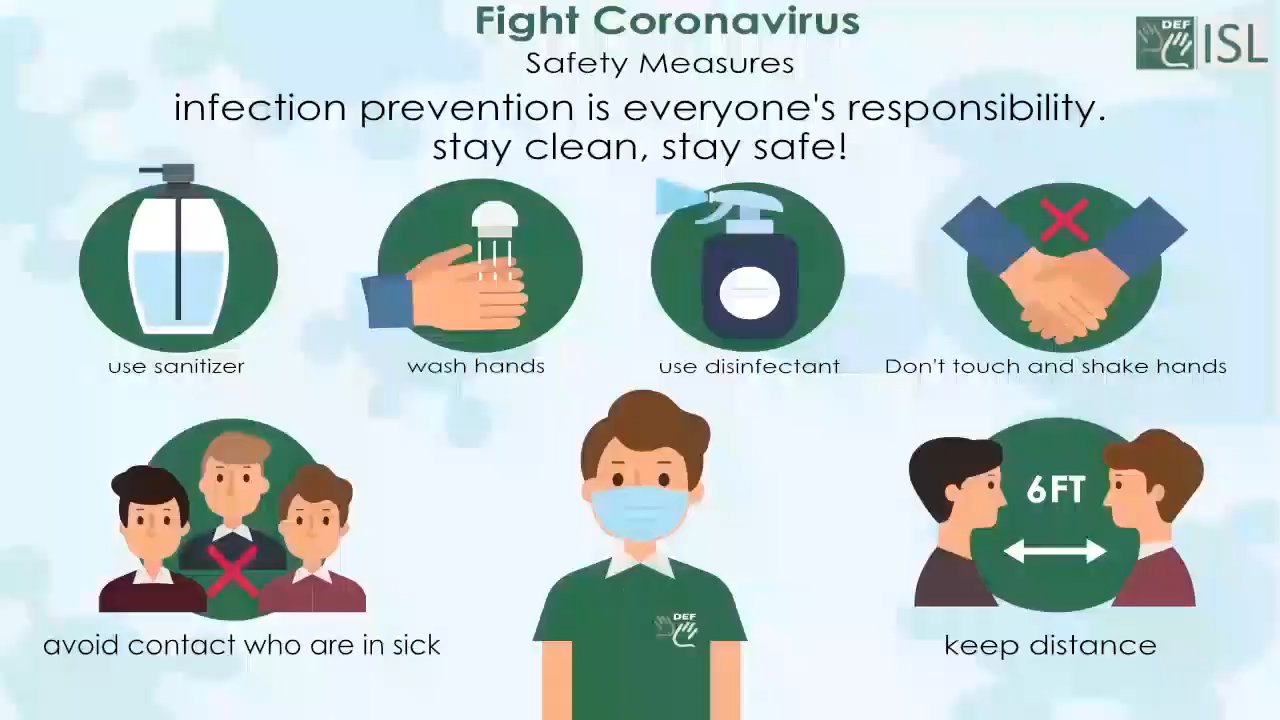 Fight Coronavirus
DEF
ISL
Safety Measures
infection prevention is everyone's responsibility.
stay clean, stay safe!
use sanitizer
wash hands
use disinfectant
Don't touch and shake hands
6FT
DEF
avoid contact who are in sick
keep distance